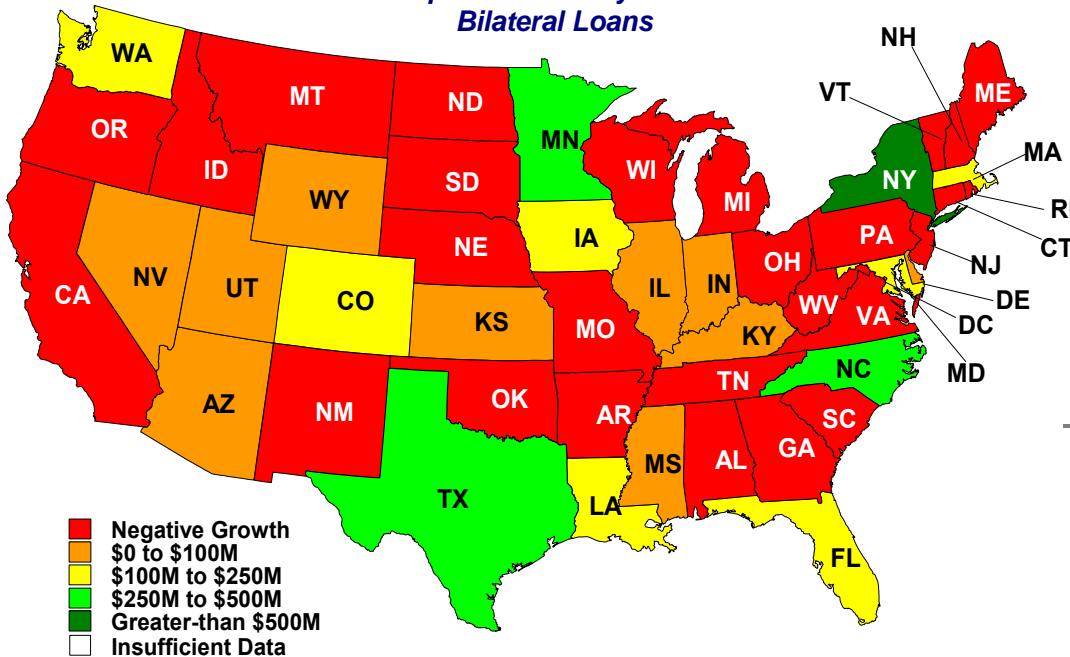 Bilateral Loans
NH
WA
VT
ME
MT
ND
OR
MN
MA
ID
WI
NY
SD
WY
MI
RI
CT
NE
IA
PA
NJ
NV
OH
UT
IL
IN
CA
CO
DE
WV
VA
DC
KS
MO
KY
MD
NC
TN
AZ
NM
OK
AR
SC
GA
MS
AL
TX
LA
FL
Negative Growth
$0 to $100M
$100M to $250M
$250M to $500M
Greater-than $500M
Insufficient Data